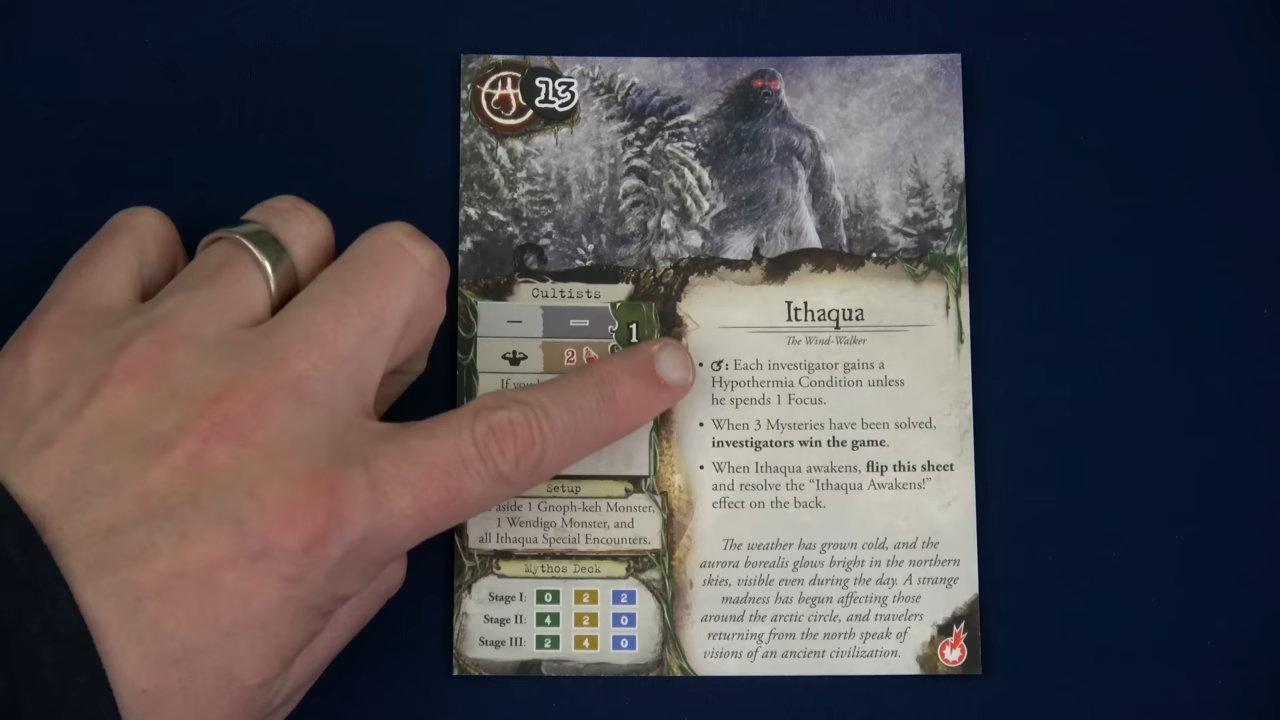 13
Cultists
— — 1
2
If you
Ithaqua
The Wind-Walker
• : Each investigator gains a
Hypothermia Condition unless
he spends 1 Focus.
• When 3 Mysteries have been solved,
investigators win the game.
• When Ithaqua awakens, flip this sheet
and resolve the “Ithaqua Awakens!”
effect on the back.
The weather has grown cold, and the
aurora borealis glows bright in the northern
skies, visible even during the day. A strange
madness has begun affecting those
around the arctic circle, and travelers
returning from the north speak of
visions of an ancient civilization.
Setup
aside 1 Gnoph-keh Monster,
1 Wendigo Monster, and
all Ithaqua Special Encounters.
Mythos Deck
Stage I: 0 2 2
Stage II: 4 2 0
Stage III: 2 4 0